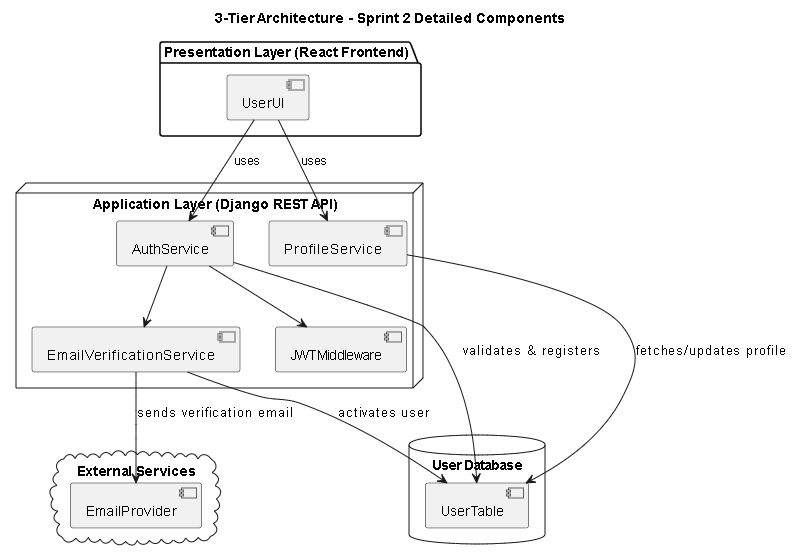 3-Tier Architecture - Sprint 2 Detailed Components
Presentation Layer (React Frontend)
UserUI
uses
uses
Application Layer (Django REST API)
AuthService
ProfileService
EmailVerificationService
JWTMiddleware
validates & registers
fetches/updates profile
sends verification email
activates user
External Services
EmailProvider
User Database
UserTable